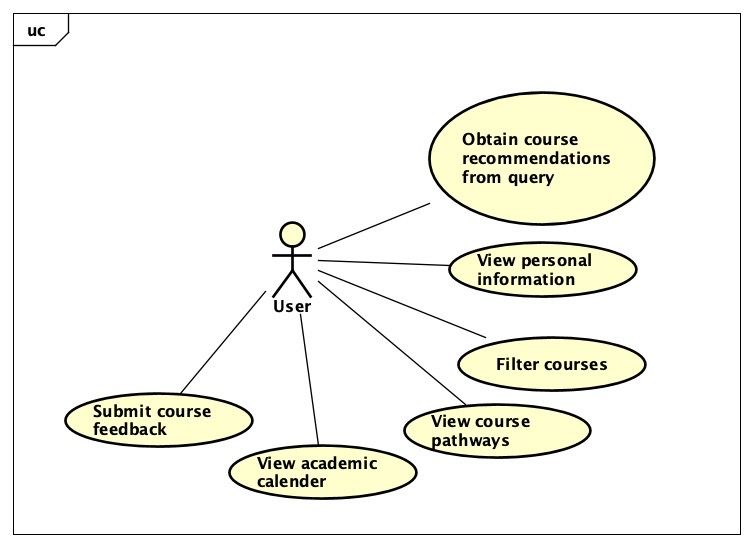 uc
Obtain course
recommendations
from query
View personal
information
User
Filter courses
Submit course
feedback
View course
pathways
View academic
calender